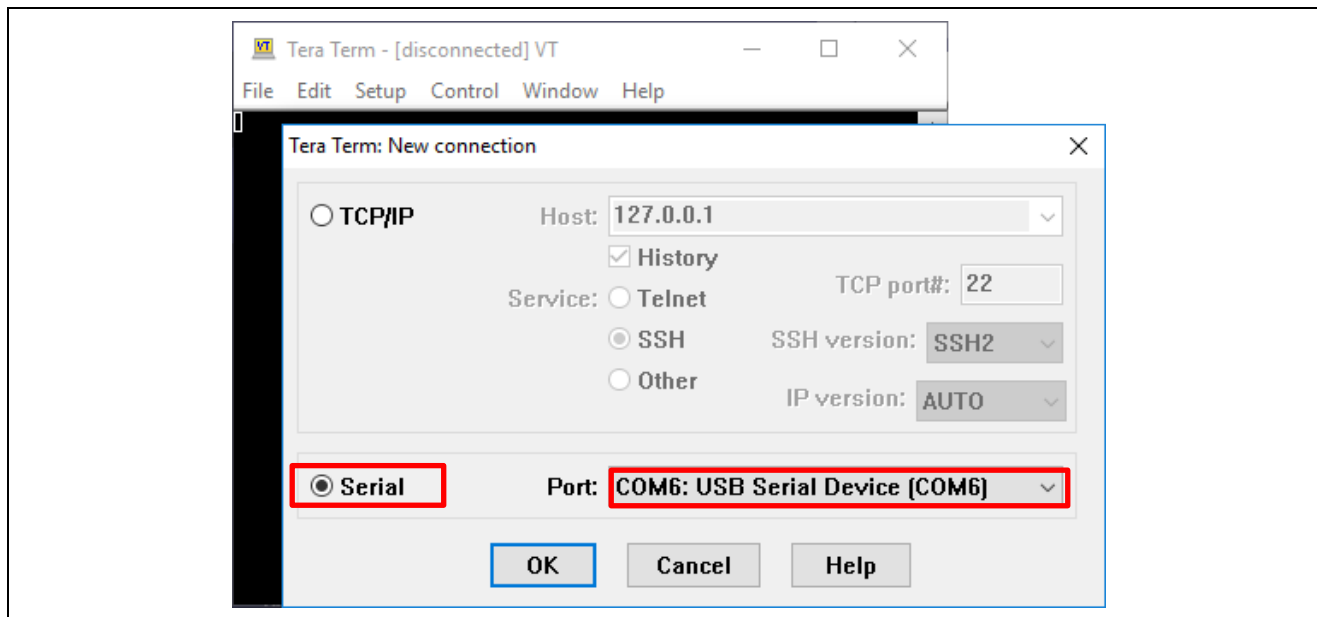 VT Tera Term - [disconnected] VT
File Edit Setup Control Window Help
Tera Term: New connection
TCP/IP Host: 127.0.0.1
History
TCP port#: 22
Service: Telnet
SSH SSH version: SSH2
Other
IP version: AUTO
Serial Port: COM6: USB Serial Device (COM6)
OK Cancel Help